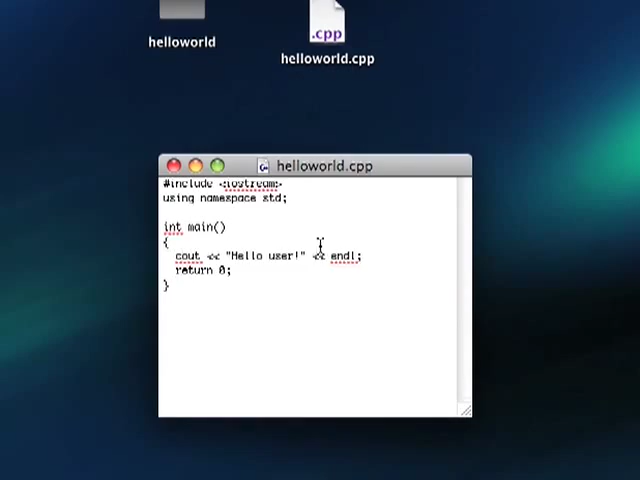 helloworld
.cpp
helloworld.cpp
helloworld.cpp
#include <iostream>
using namespace std;
int main()
{
cout << "Hello user!" << endl;
return 0;
}